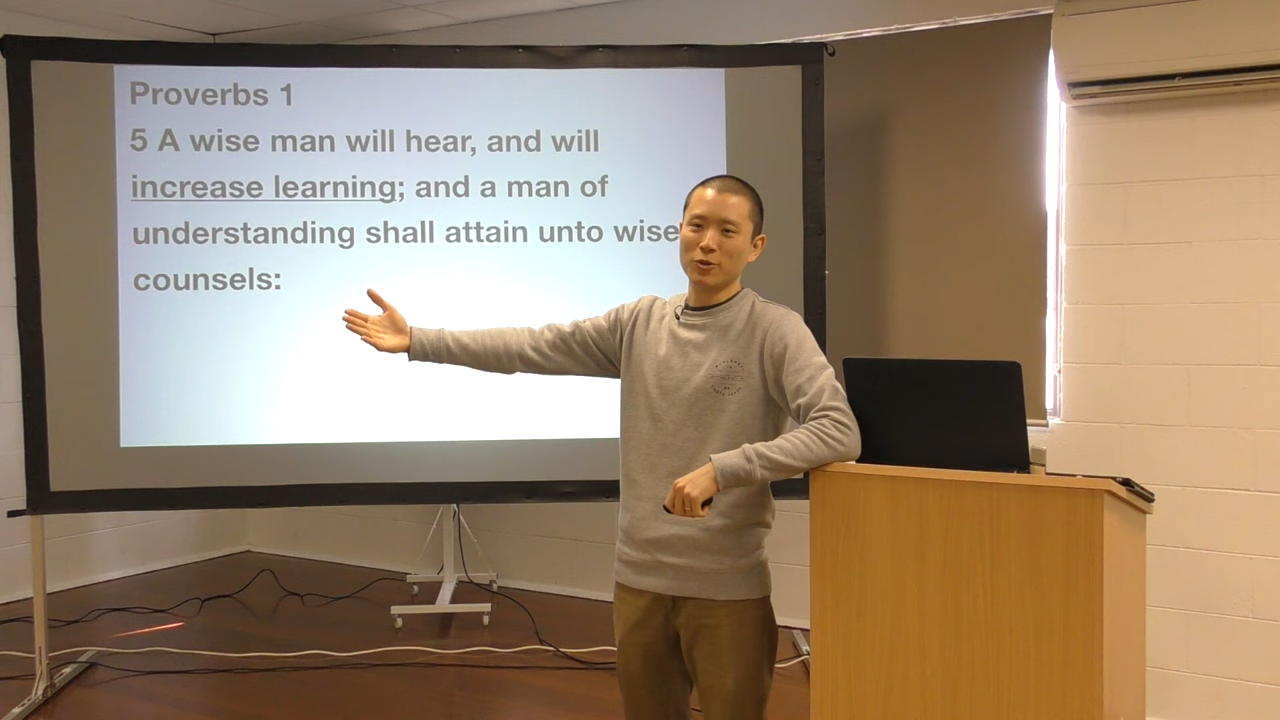 Proverbs 1
5 A wise man will hear, and will
increase learning; and a man of
understanding shall attain unto wise
counsels: